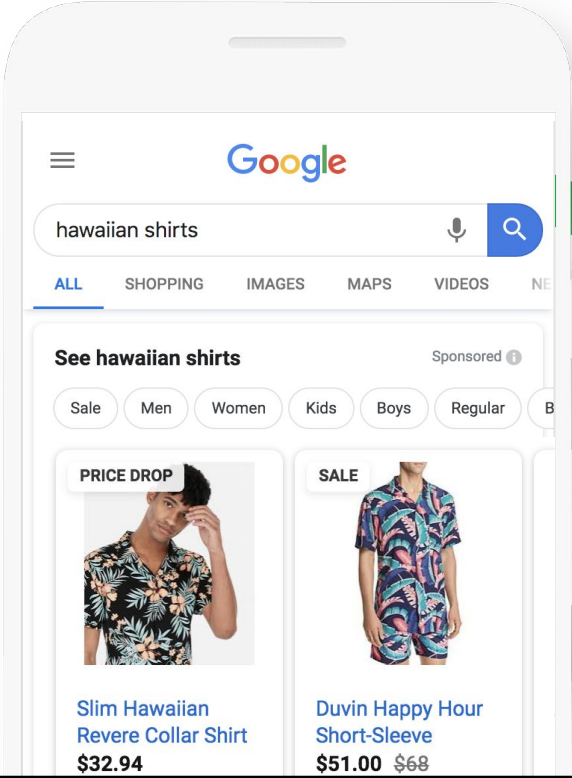 Google
hawaiian shirts
ALL SHOPPING IMAGES MAPS VIDEOS NE
See hawaiian shirts Sponsored
Sale Men Women Kids Boys Regular B
PRICE DROP SALE
Slim Hawaiian
Revere Collar Shirt
$32.94
Duvin Happy Hour
Short-Sleeve
$51.00 $68